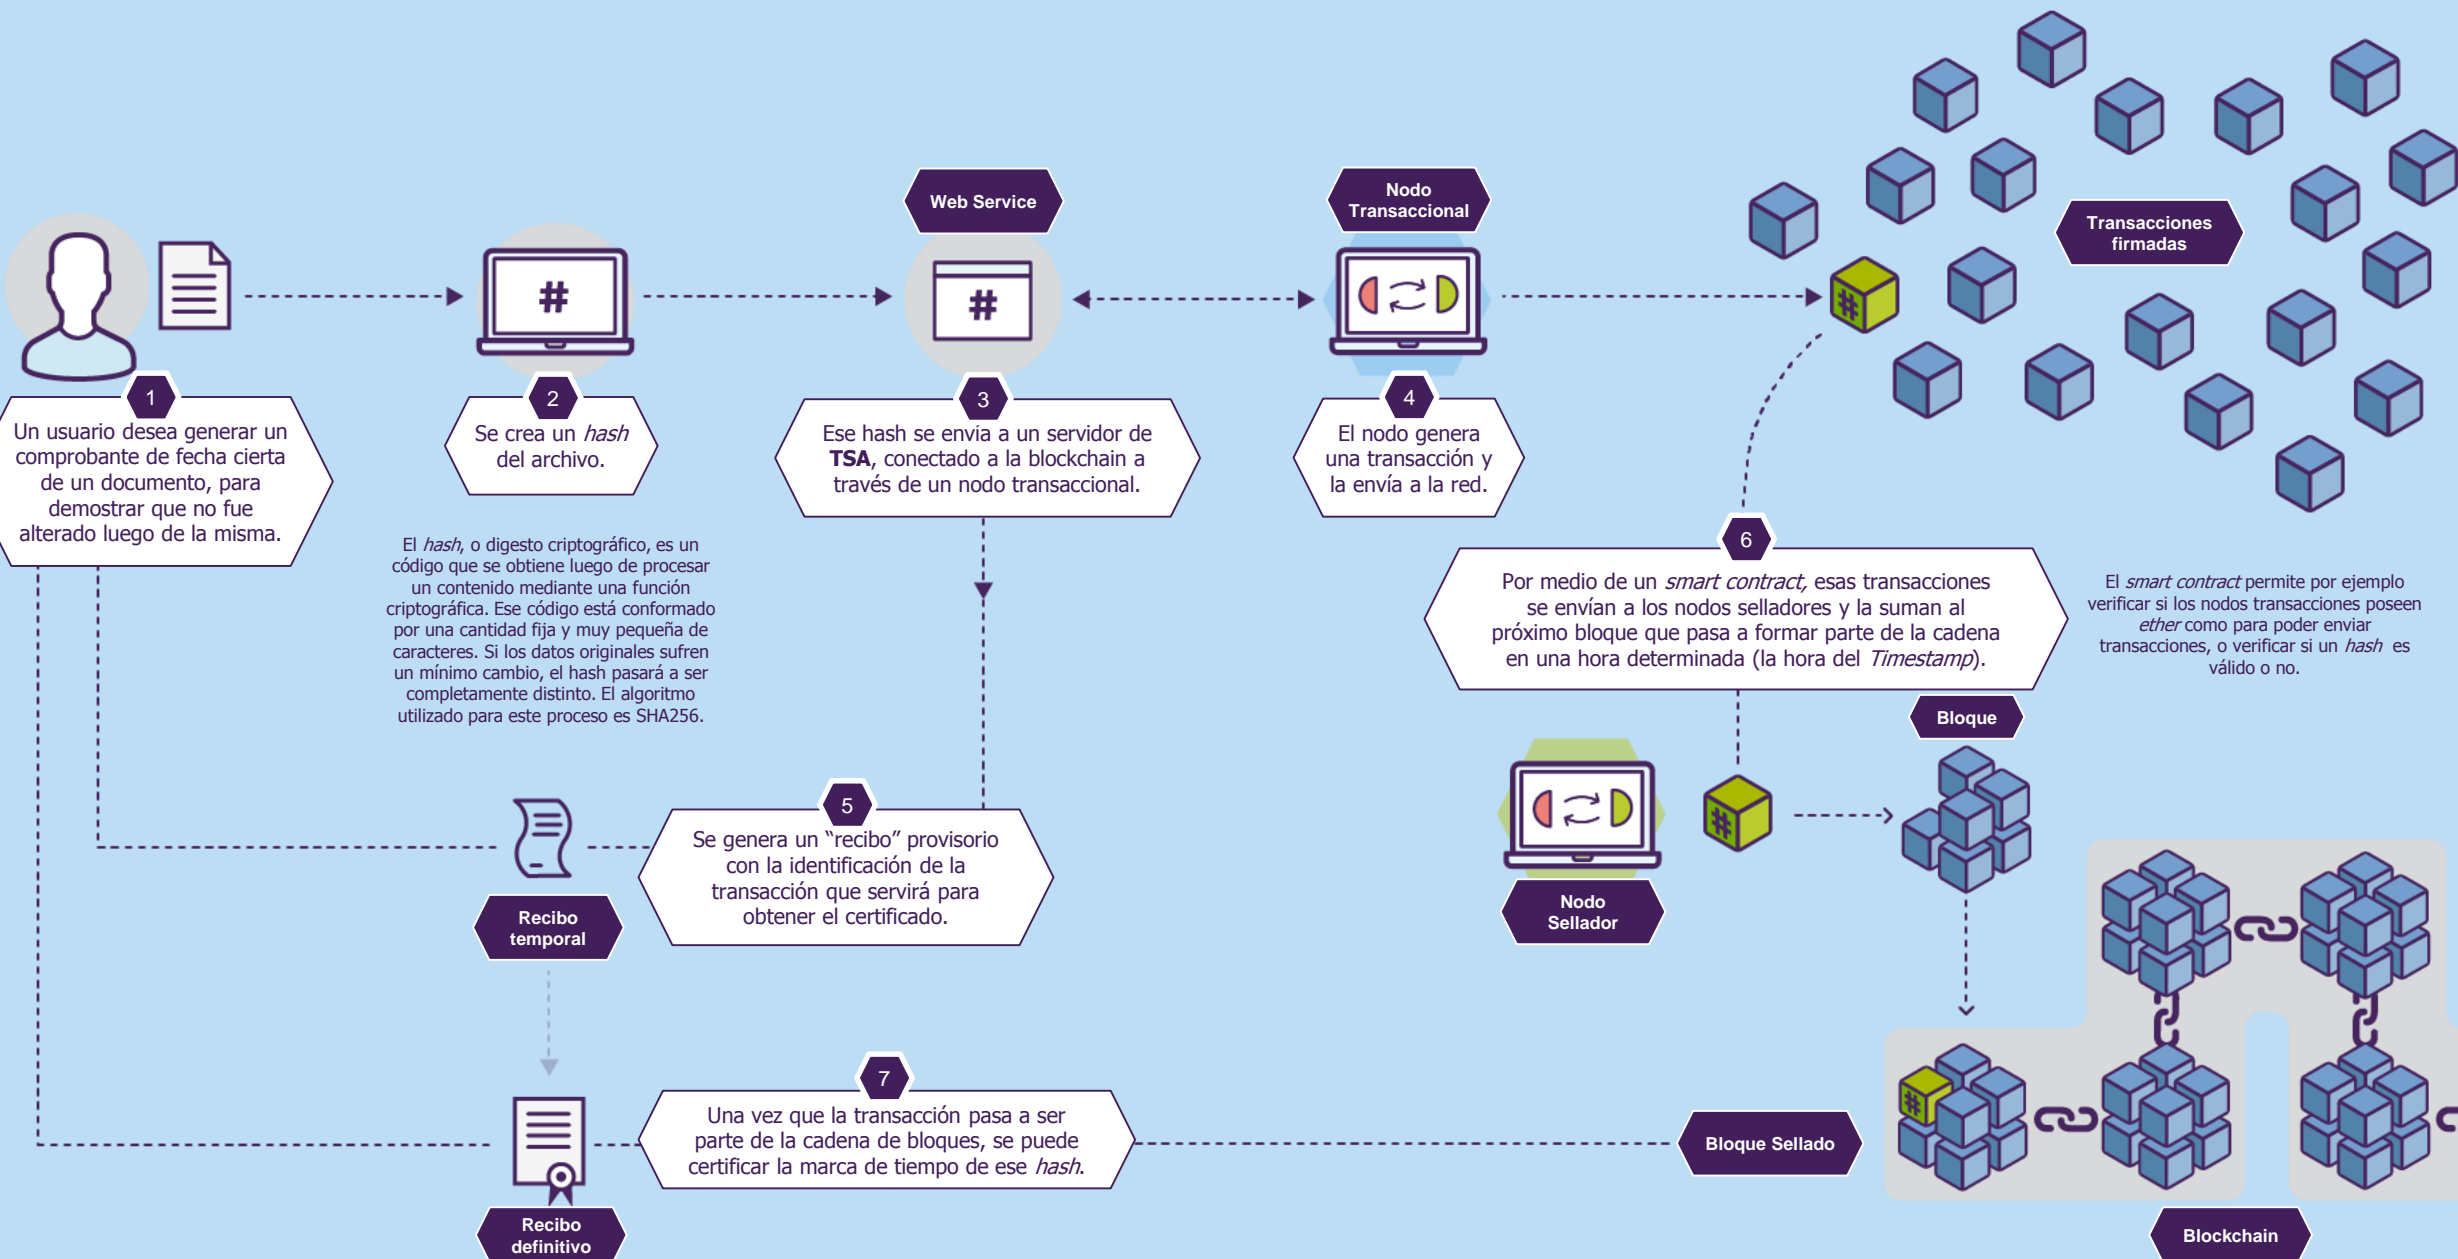 Web Service
Nodo
Transaccional
Transacciones
firmadas
#
#
#
1
Un usuario desea generar un
comprobante de fecha cierta
de un documento, para
demostrar que no fue
alterado luego de la misma.
2
Se crea un hash
del archivo.
El hash, o digesto criptográfico, es un
código que se obtiene luego de procesar
un contenido mediante una función
criptográfica. Ese código está conformado
por una cantidad fija y muy pequeña de
caracteres. Si los datos originales sufren
un mínimo cambio, el hash pasará a ser
completamente distinto. El algoritmo
utilizado para este proceso es SHA256.
3
Ese hash se envia a un servidor de
TSA, conectado a la blockchain a
través de un nodo transaccional.
4
El nodo genera
una transacción y
la envía a la red.
6
Por medio de un smart contract, esas transacciones
se envían a los nodos selladores y la suman al
próximo bloque que pasa a formar parte de la cadena
en una hora determinada (la hora del Timestamp).
El smart contract permite por ejemplo
verificar si los nodos transacciones poseen
ether como para poder enviar
transacciones, o verificar si un hash es
válido o no.
Bloque
#
5
Se genera un “recibo” provisorio
con la identificación de la
transacción que servirá para
obtener el certificado.
Recibo
temporal
Nodo
Sellador
7
Una vez que la transacción pasa a ser
parte de la cadena de bloques, se puede
certificar la marca de tiempo de ese hash.
#
Bloque Sellado
Recibo
definitivo
Blockchain